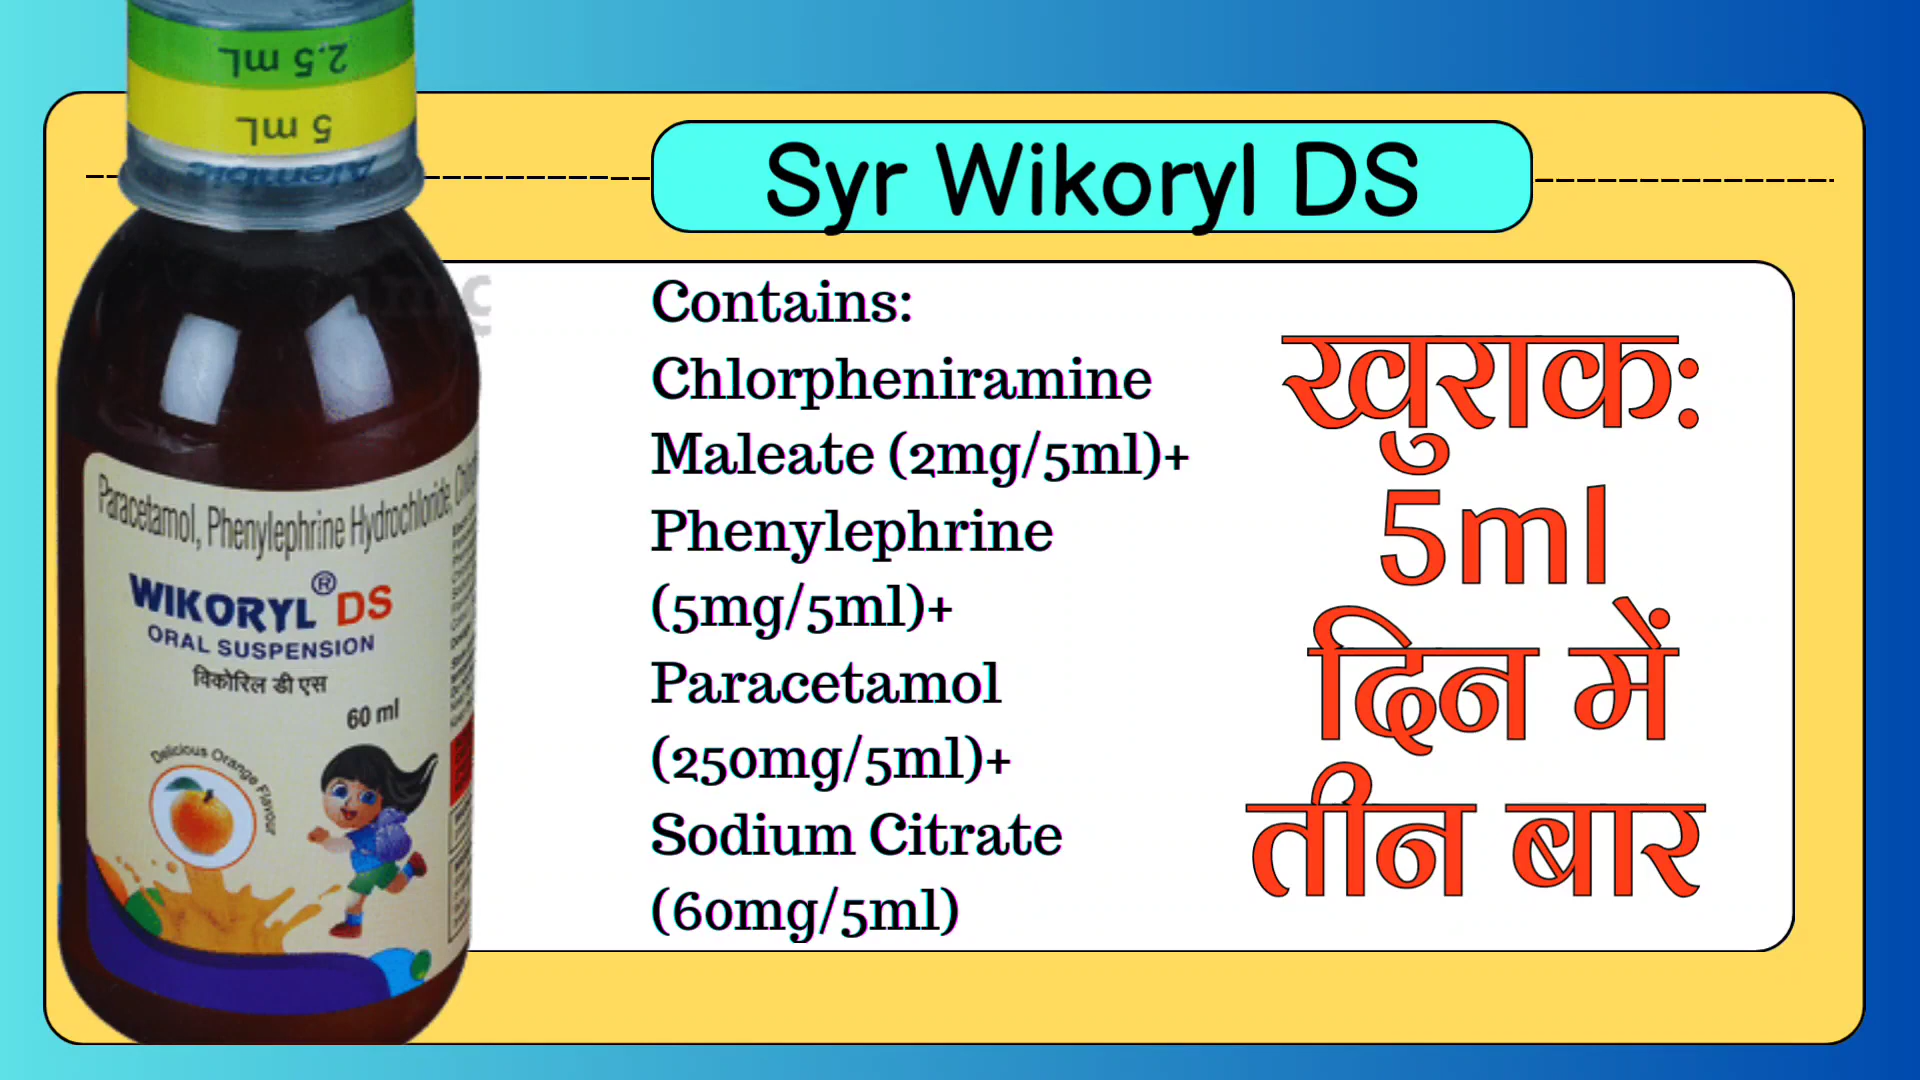 2.5 mL
5 mL
Alembic
Syr Wikoryl DS
Contains:
Chlorpheniramine
Maleate (2mg/5ml)+
Phenylephrine
(5mg/5ml)+
Paracetamol
(250mg/5ml)+
Sodium Citrate
(60mg/5ml)
खुराक:
5ml
दिन में
तीन बार
Paracetamol, Phenylephrine Hydrochloride,
WIKORYL® DS
ORAL SUSPENSION
विकोरिल डी एस
60 ml
Delicious Orange Flavour